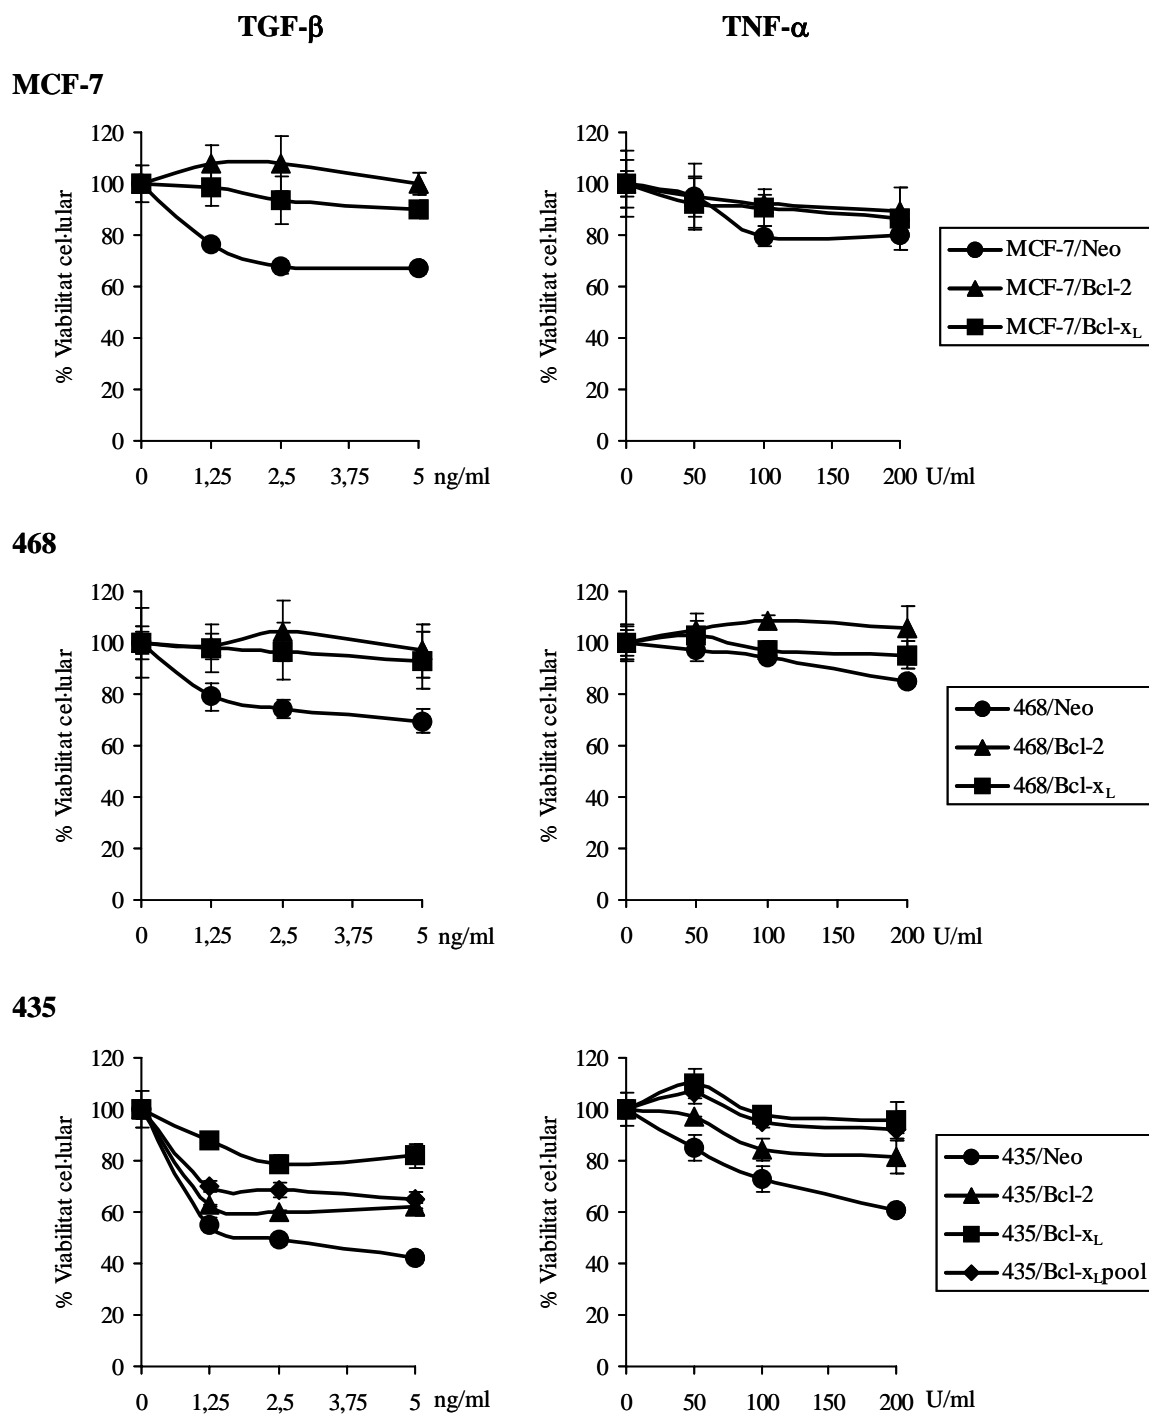 TGF-β
TNF-α
MCF-7
120
100
80
60
40
20
0
% Viabilitat cel·lular
0 1,25 2,5 3,75 5 ng/ml
120
100
80
60
40
20
0
% Viabilitat cel·lular
0 50 100 150 200 U/ml
MCF-7/Neo
MCF-7/Bcl-2
MCF-7/Bcl-xL
468
120
100
80
60
40
20
0
% Viabilitat cel·lular
0 1,25 2,5 3,75 5 ng/ml
120
100
80
60
40
20
0
% Viabilitat cel·lular
0 50 100 150 200 U/ml
468/Neo
468/Bcl-2
468/Bcl-xL
435
120
100
80
60
40
20
0
% Viabilitat cel·lular
0 1,25 2,5 3,75 5 ng/ml
120
100
80
60
40
20
0
% Viabilitat cel·lular
0 50 100 150 200 U/ml
435/Neo
435/Bcl-2
435/Bcl-xL
435/Bcl-xLpool